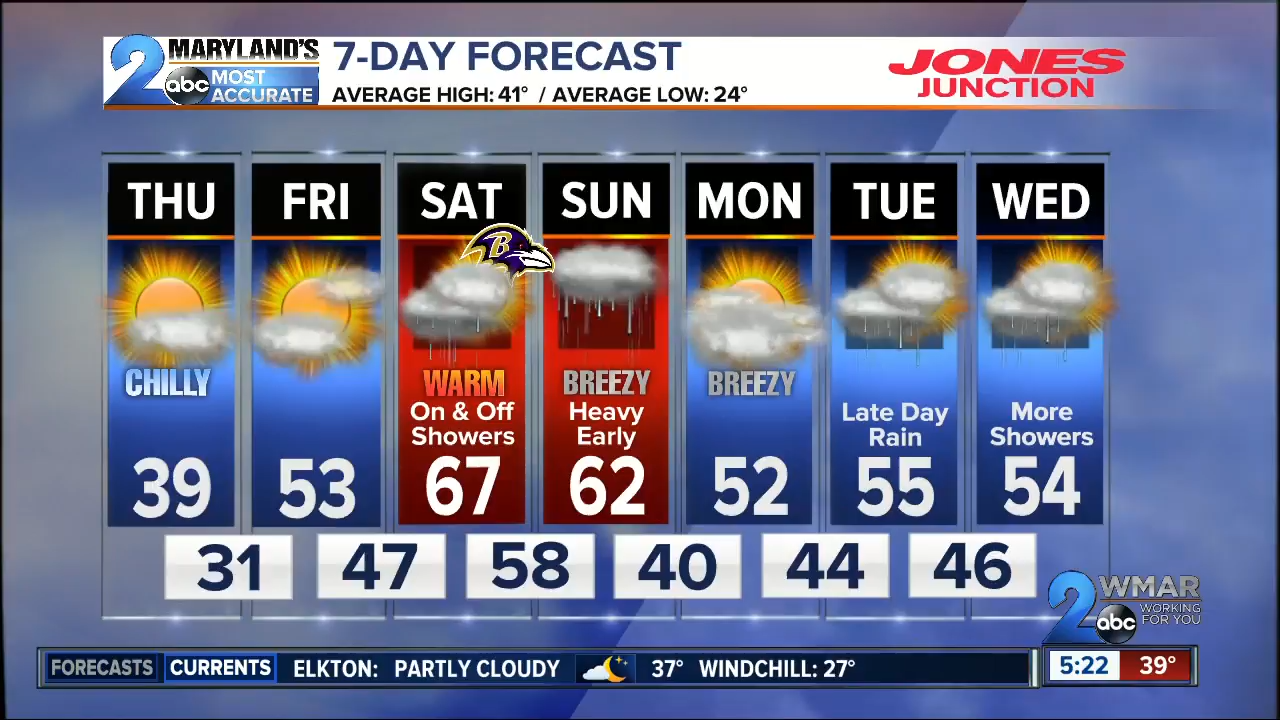 2 MARYLAND'S
abc MOST
ACCURATE
7-DAY FORECAST
AVERAGE HIGH: 41° / AVERAGE LOW: 24°
JONES
JUNCTION
THU FRI SAT SUN MON TUE WED
B
CHILLY WARM BREEZY BREEZY
On & Off Heavy Late Day More
Showers Early Rain Showers
39 53 67 62 52 55 54
31 47 58 40 44 46
2 WMAR
abc WORKING
FOR YOU
FORECASTS CURRENTS ELKTON: PARTLY CLOUDY 37° WINDCHILL: 27° 5:22 39°